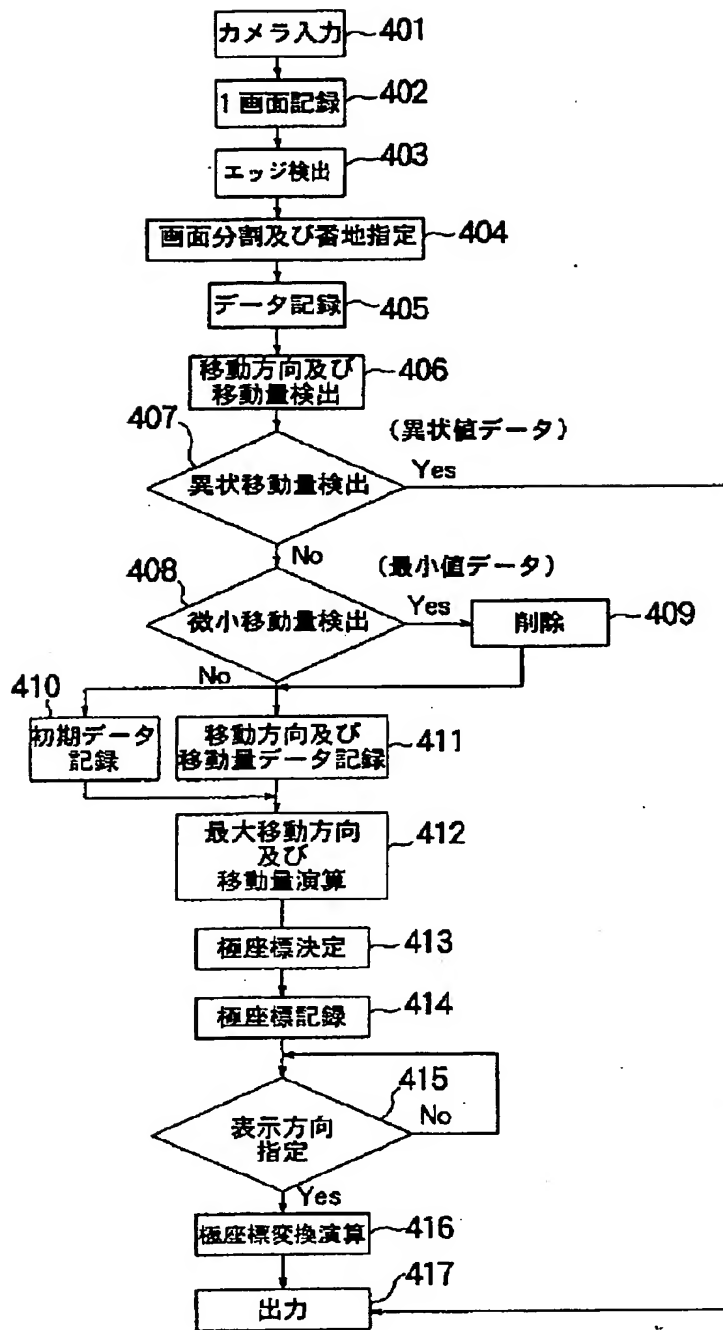 カメラ入力
401
1画面記録
402
エッジ検出
403
画面分割及び番地指定
404
データ記録
405
移動方向及び
移動量検出
406
407
(異状値データ)
異状移動量検出
Yes
No
408
(最小値データ)
微小移動量検出
Yes
削除
409
No
410
初期データ
記録
移動方向及び
移動量データ記録
411
最大移動方向
及び
移動量演算
412
極座標決定
413
極座標記録
414
415
表示方向
指定
No
Yes
極座標変換演算
416
出力
417